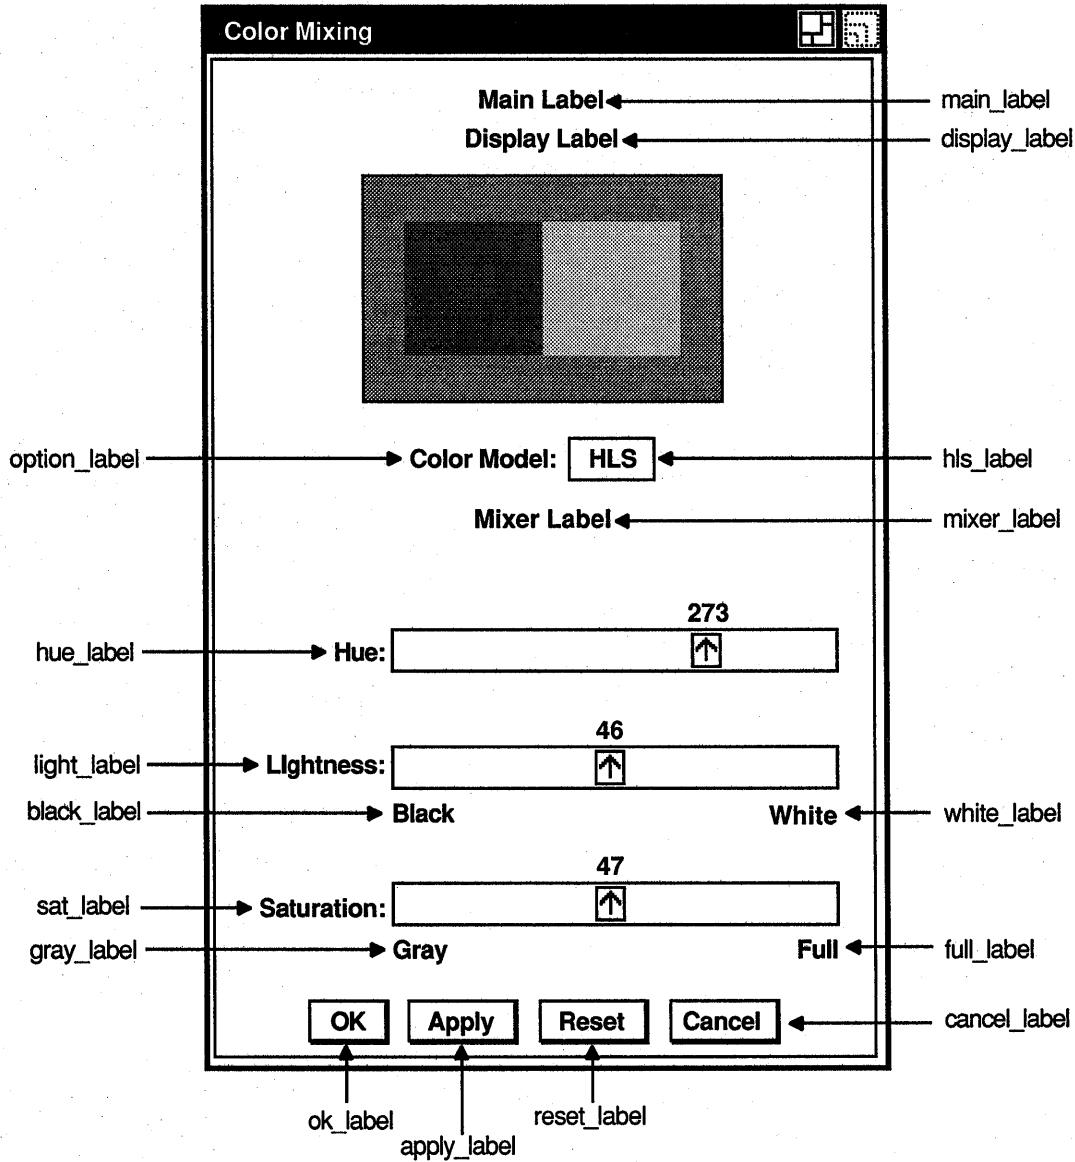 Color Mixing
Main Label main_label
Display Label display_label
option_label Color Model: HLS hls_label
Mixer Label mixer_label
273
hue_label Hue:
46
light_label LIghtness:
black_label Black White white_label
47
sat_label Saturation:
gray_label Gray Full full_label
OK Apply Reset Cancel cancel_label
ok_label reset_label
apply_label